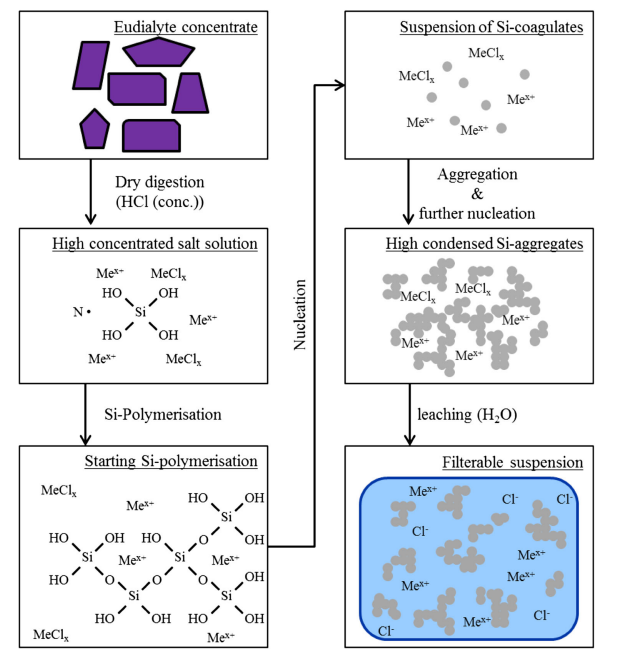 Eudialyte concentrate
Dry digestion
(HCl (conc.))
High concentrated salt solution
Meˣ⁺ MeClₓ
HO OH
N• Si Meˣ⁺
HO OH
Meˣ⁺ MeClₓ
Si-Polymerisation
Starting Si-polymerisation
MeClₓ
Meˣ⁺ HO OH
Si
HO OH HO O OH
Si Meˣ⁺ Si Meˣ⁺
HO O O O OH
Si Si
HO OH HO OH
MeClₓ Meˣ⁺
Nucleation
Suspension of Si-coagulates
MeClₓ
MeClₓ
Meˣ⁺
Meˣ⁺ Meˣ⁺
Aggregation
&
further nucleation
High condensed Si-aggregates
MeClₓ MeClₓ
Meˣ⁺
Meˣ⁺
Meˣ⁺
leaching (H₂O)
Filterable suspension
Meˣ⁺ Cl⁻ Cl⁻
Cl⁻
Meˣ⁺
Meˣ⁺ Meˣ⁺
Meˣ⁺ Cl⁻
Cl⁻